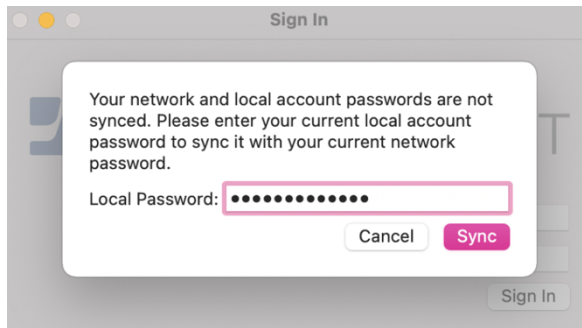 Sign In
Your network and local account passwords are not
synced. Please enter your current local account
password to sync it with your current network
password.
Local Password: •••••••••••••
Cancel
Sync
T
Sign In